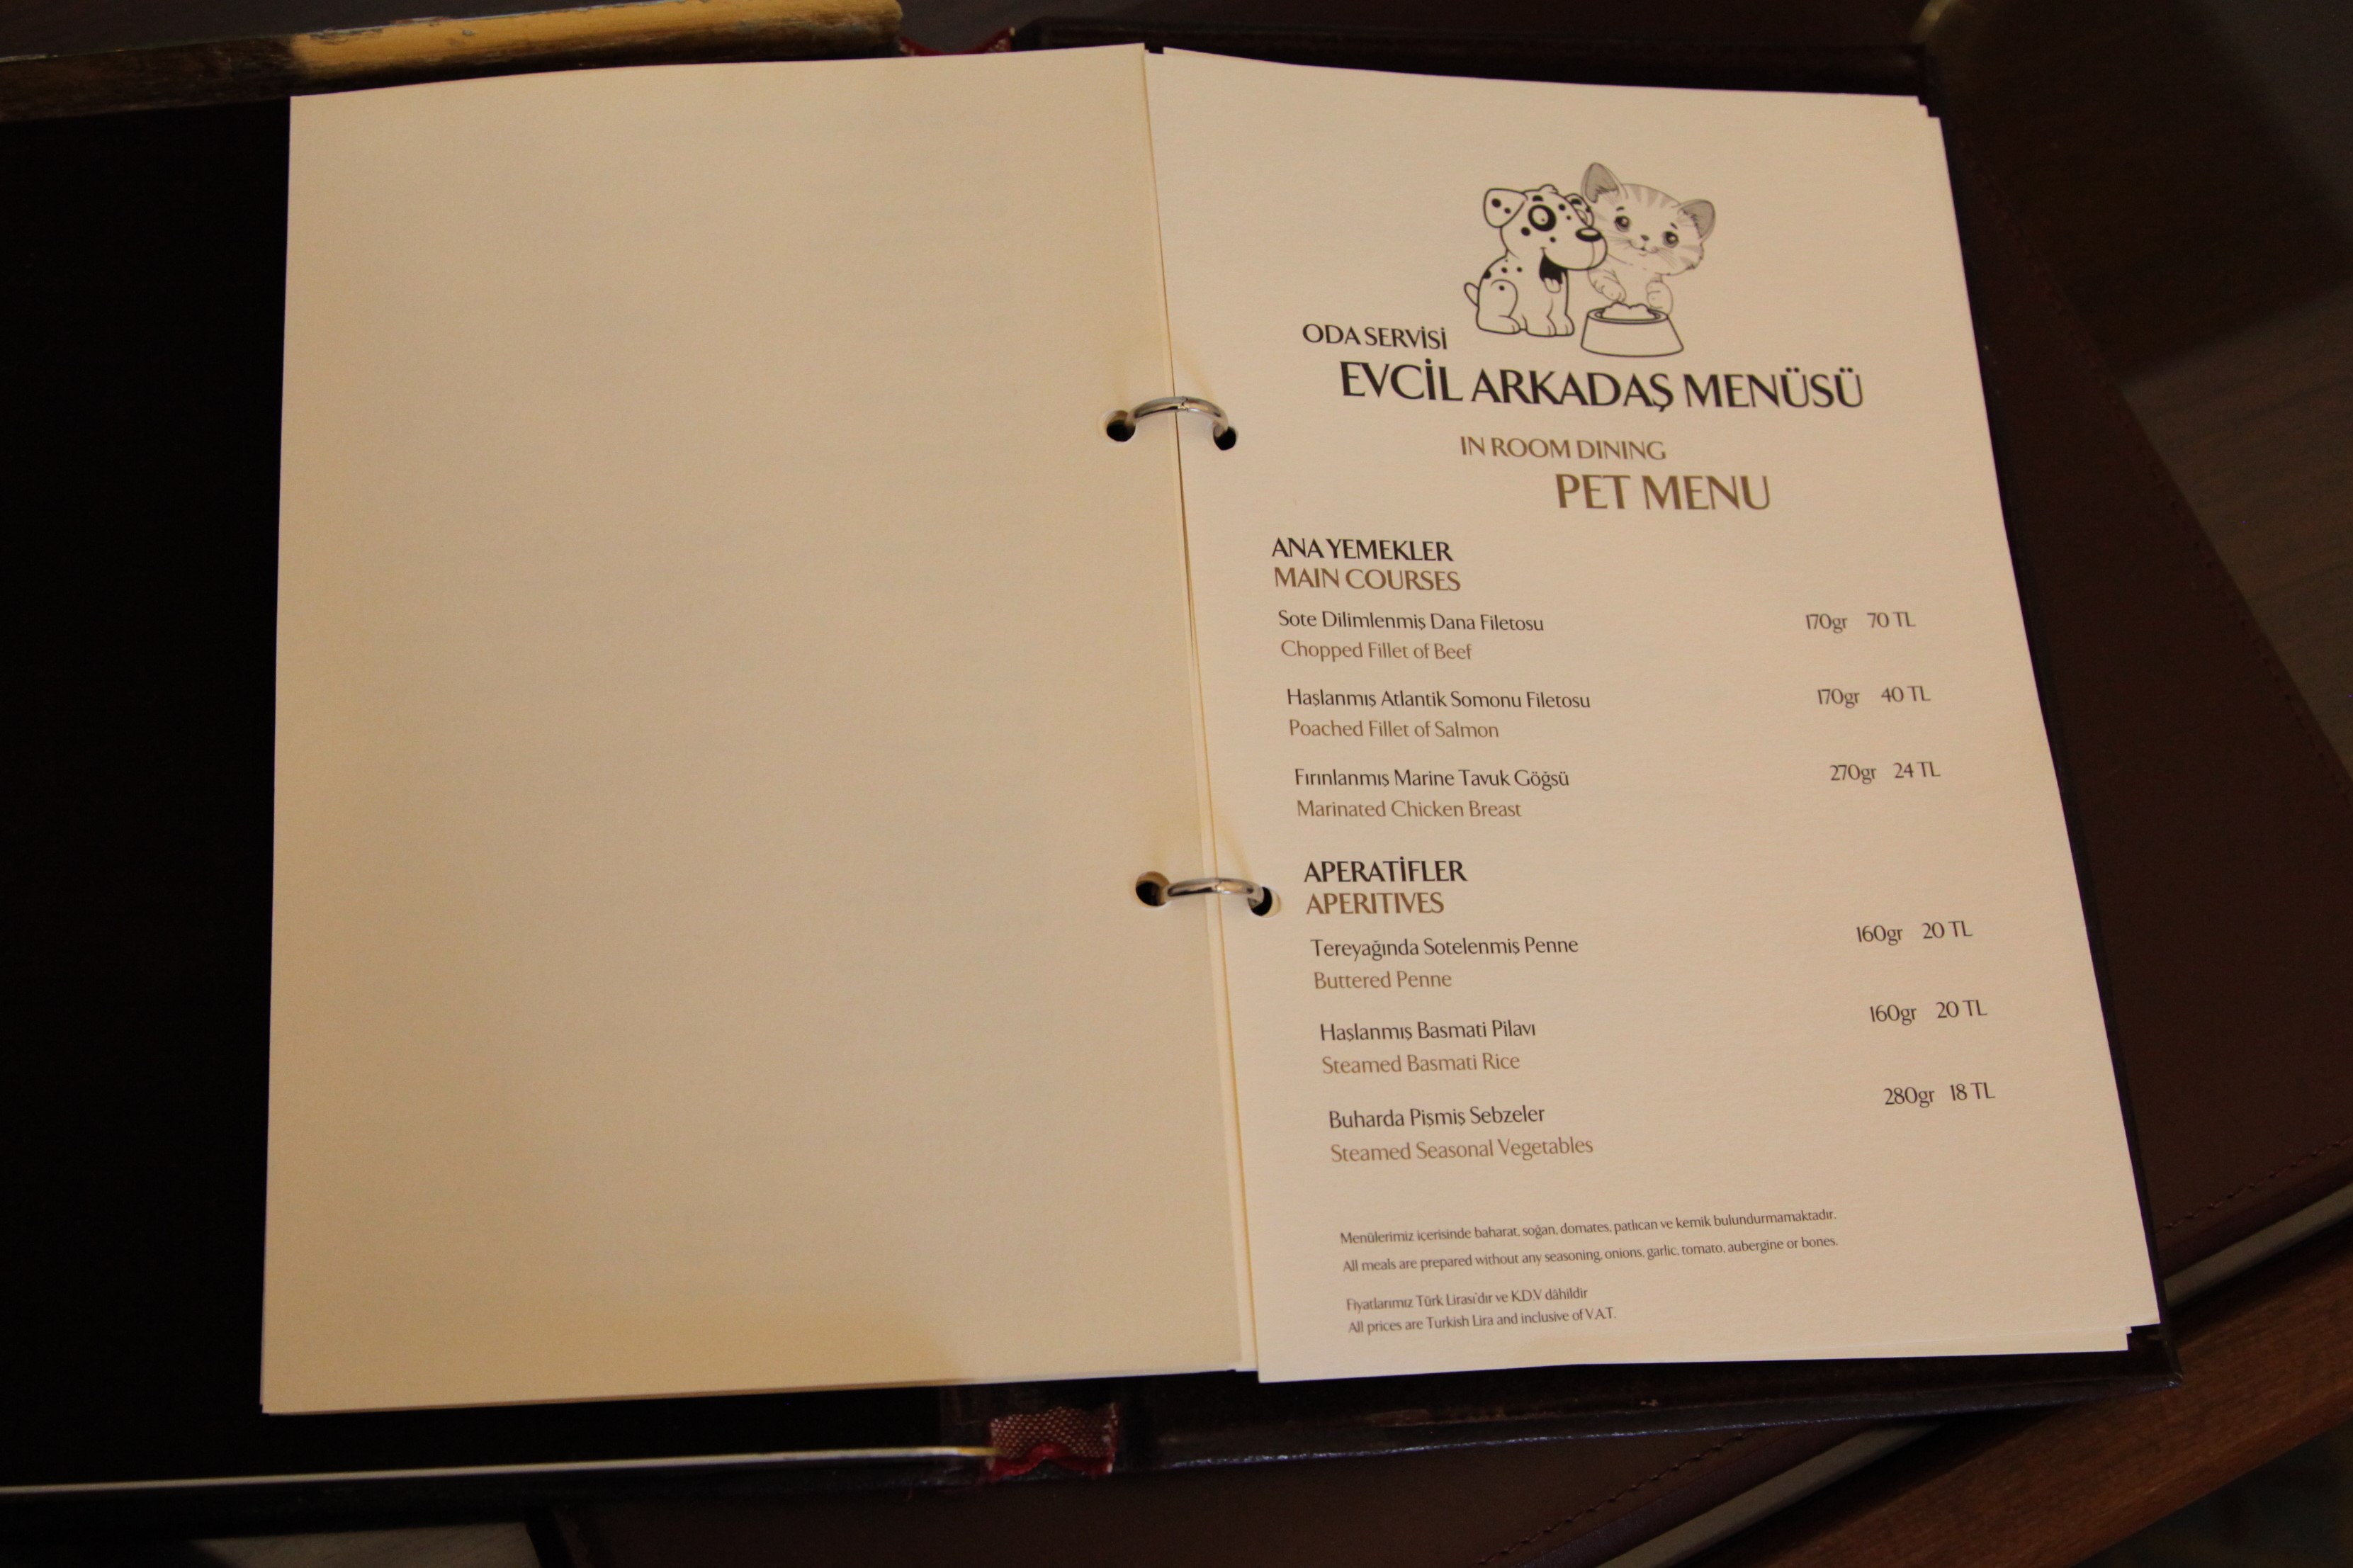 ODA SERVİSİ
EVCİL ARKADAŞ MENÜSÜ
IN ROOM DINING
PET MENU
ANA YEMEKLER
MAIN COURSES
Sote Dilimlenmiş Dana Filetosu 170gr 70 TL
Chopped Fillet of Beef
Haşlanmış Atlantik Somonu Filetosu 170gr 40 TL
Poached Fillet of Salmon
Fırınlanmış Marine Tavuk Göğsü 270gr 24 TL
Marinated Chicken Breast
APERATİFLER
APERITIVES
Tereyağında Sotelenmiş Penne 160gr 20 TL
Buttered Penne
Haşlanmış Basmati Pilavı 160gr 20 TL
Steamed Basmati Rice
Buharda Pişmiş Sebzeler 280gr 18 TL
Steamed Seasonal Vegetables
Menülerimiz içerisinde baharat, soğan, domates, patlıcan ve kemik bulundurmamaktadır.
All meals are prepared without any seasoning, onions, garlic, tomato, aubergine or bones.
Fiyatlarımız Türk Lirası'dır ve K.D.V dâhildir
All prices are Turkish Lira and inclusive of V.A.T.